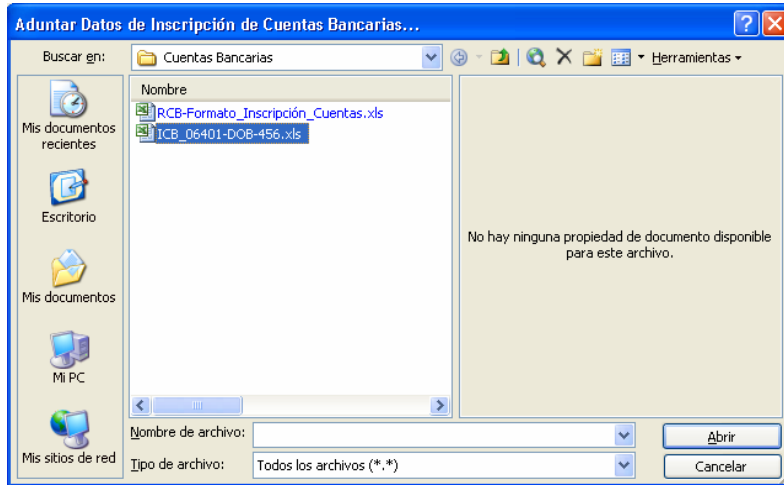 Aduntar Datos de Inscripción de Cuentas Bancarias...
Buscar en:
Cuentas Bancarias
Herramientas
Mis documentos
recientes
Escritorio
Mis documentos
Mi PC
Mis sitios de red
Nombre
RCB-Formato_Inscripción_Cuentas.xls
ICB_06401-DOB-456.xls
No hay ninguna propiedad de documento disponible
para este archivo.
Nombre de archivo:
Abrir
Tipo de archivo:
Todos los archivos (*.*)
Cancelar